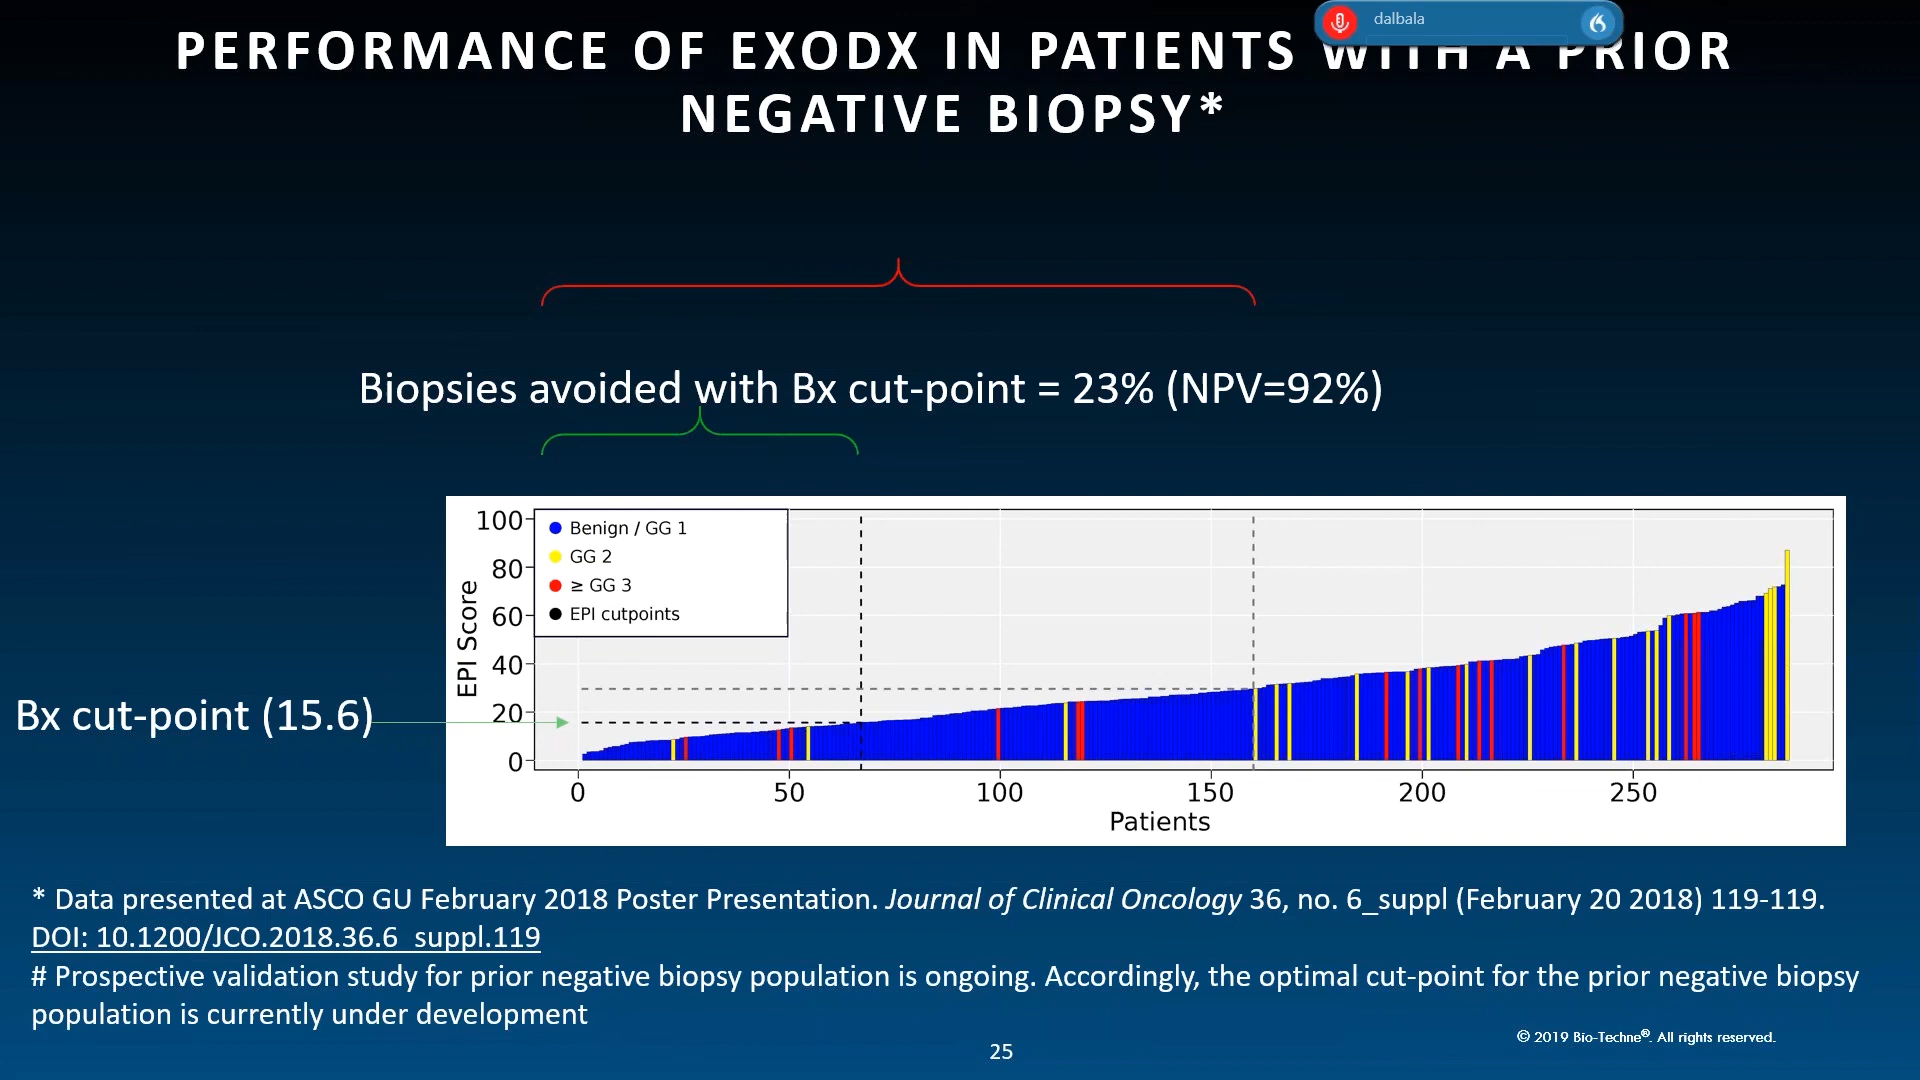 dalbala
PERFORMANCE OF EXODX IN PATIENTS WITH A PRIOR
NEGATIVE BIOPSY*
Biopsies avoided with Bx cut-point = 23% (NPV=92%)
Bx cut-point (15.6)
EPI Score
100
80
60
40
20
0
Benign / GG 1
GG 2
≥ GG 3
EPI cutpoints
0 50 100 150 200 250
Patients
* Data presented at ASCO GU February 2018 Poster Presentation. Journal of Clinical Oncology 36, no. 6_suppl (February 20 2018) 119-119.
DOI: 10.1200/JCO.2018.36.6_suppl.119
# Prospective validation study for prior negative biopsy population is ongoing. Accordingly, the optimal cut-point for the prior negative biopsy
population is currently under development
© 2019 Bio-Techne®. All rights reserved.
25